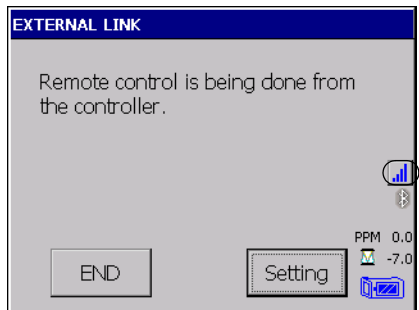 EXTERNAL LINK
Remote control is being done from
the controller.
PPM 0.0
-7.0
END
Setting